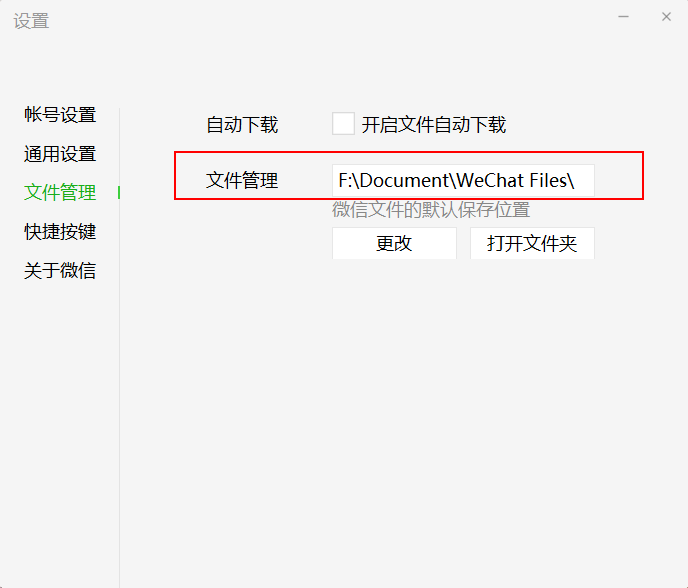 设置
帐号设置
通用设置
文件管理
快捷按键
关于微信
自动下载 开启文件自动下载
文件管理 F:\Document\WeChat Files\
微信文件的默认保存位置
更改 打开文件夹